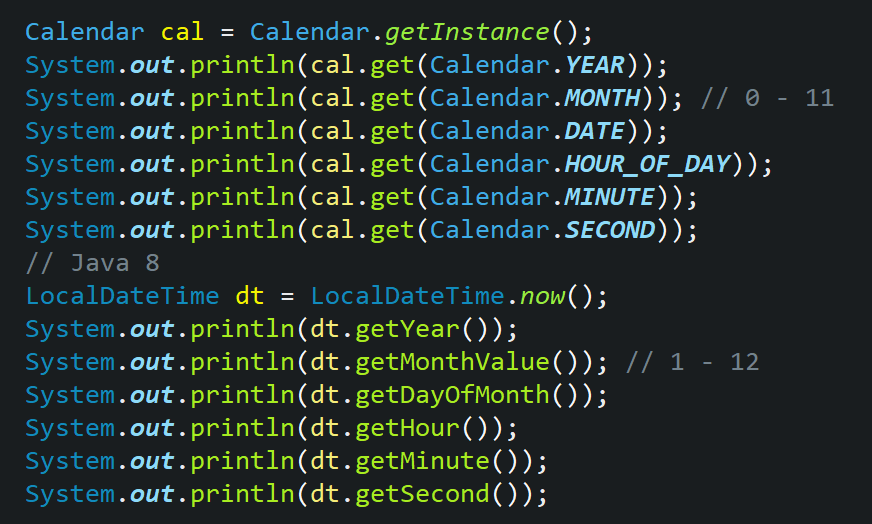 Calendar cal = Calendar.getInstance();
System.out.println(cal.get(Calendar.YEAR));
System.out.println(cal.get(Calendar.MONTH)); // 0 - 11
System.out.println(cal.get(Calendar.DATE));
System.out.println(cal.get(Calendar.HOUR_OF_DAY));
System.out.println(cal.get(Calendar.MINUTE));
System.out.println(cal.get(Calendar.SECOND));
// Java 8
LocalDateTime dt = LocalDateTime.now();
System.out.println(dt.getYear());
System.out.println(dt.getMonthValue()); // 1 - 12
System.out.println(dt.getDayOfMonth());
System.out.println(dt.getHour());
System.out.println(dt.getMinute());
System.out.println(dt.getSecond());